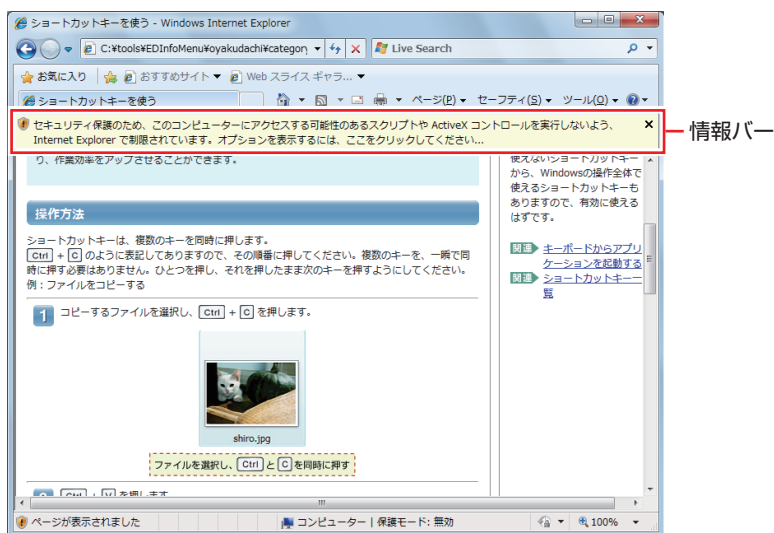 ショートカットキーを使う - Windows Internet Explorer
C:¥tools¥EDInfoMenu¥oyakudachi¥category
Live Search
お気に入り
おすすめサイト
Web スライス ギャラ...
ショートカットキーを使う
ページ(P)
セーフティ(S)
ツール(O)
セキュリティ保護のため、このコンピューターにアクセスする可能性のあるスクリプトや ActiveX コントロールを実行しないよう、
Internet Explorer で制限されています。オプションを表示するには、ここをクリックしてください...
情報バー
り、作業効率をアップさせることができます。
操作方法
ショートカットキーは、複数のキーを同時に押します。
Ctrl + C のように表記してありますので、その順番に押してください。複数のキーを、一瞬で同
時に押す必要はありません。ひとつを押し、それを押したまま次のキーを押すようにしてください。
例：ファイルをコピーする
1 コピーするファイルを選択し、 Ctrl + C を押します。
shiro.jpg
ファイルを選択し、 Ctrl と C を同時に押す
2 Ctrl + V を押します
使えないショートカットキー
から、Windowsの操作全体で
使えるショートカットキーも
ありますので、有効に使える
はずです。
関連 キーボードからアプリ
ケーションを起動する
関連 ショートカットキー一
覧
ページが表示されました
コンピューター | 保護モード: 無効
100%